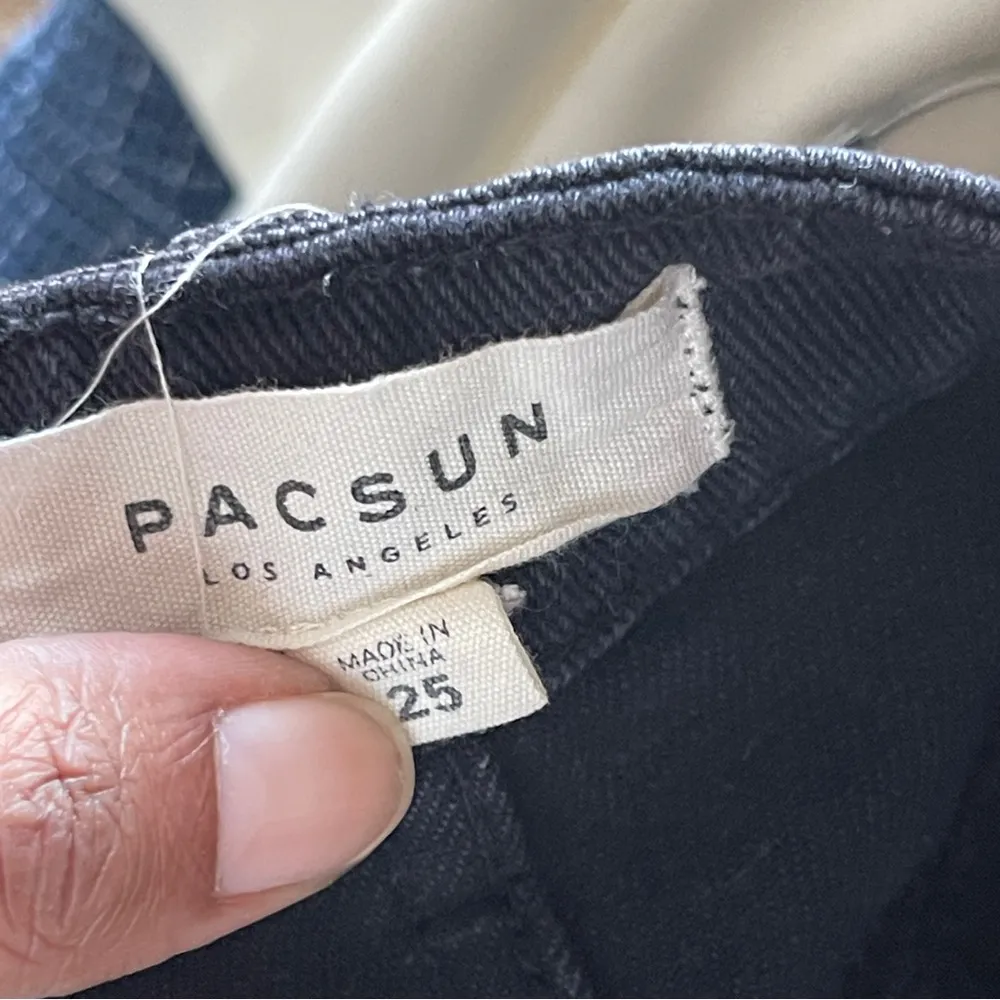 PACSUN
LOS ANGELES
MADE IN
CHINA
25